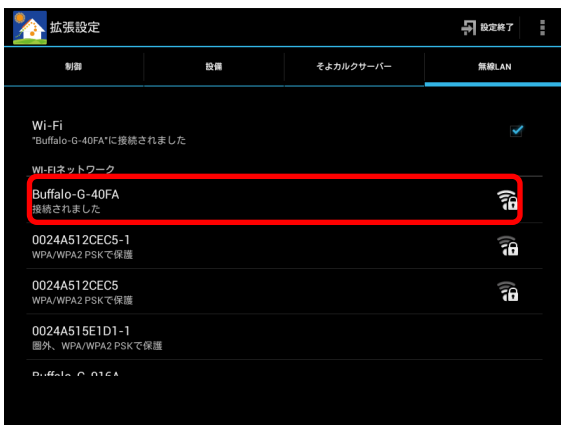 拡張設定
設定終了
制御
設備
そよカルクサーバー
無線LAN
Wi-Fi
"Buffalo-G-40FA"に接続されました
WI-FIネットワーク
Buffalo-G-40FA
接続されました
0024A512CEC5-1
WPA/WPA2 PSKで保護
0024A512CEC5
WPA/WPA2 PSKで保護
0024A515E1D1-1
圏外、WPA/WPA2 PSKで保護
Buffalo-G-916A